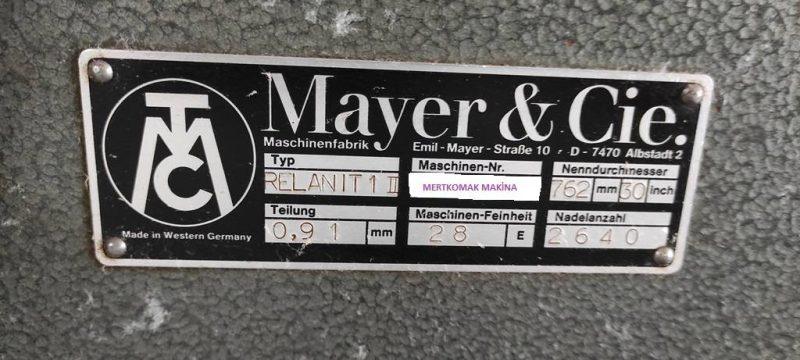 TMC
Mayer & Cie.
Maschinenfabrik Emil - Mayer - Straße 10 D - 7470 Albstadt 2
Typ Maschinen-Nr. Nenndurchmesser
RELANIT 1 II MERTKOMAK MAKİNA 762 mm 30 inch
Teilung Maschinen-Feinheit Nadelanzahl
0,91 mm 28 E 2640
Made in Western Germany